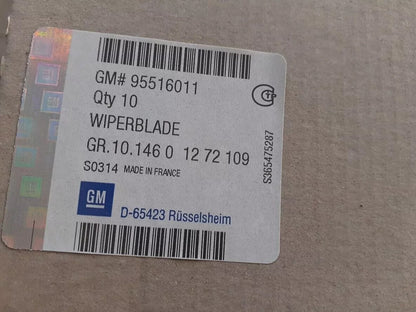 GM# 95516011
Qty 10
WIPERBLADE
GR.10.146 0 12 72 109
S0314 MADE IN FRANCE
GM
D-65423 Rüsselsheim
S365475287